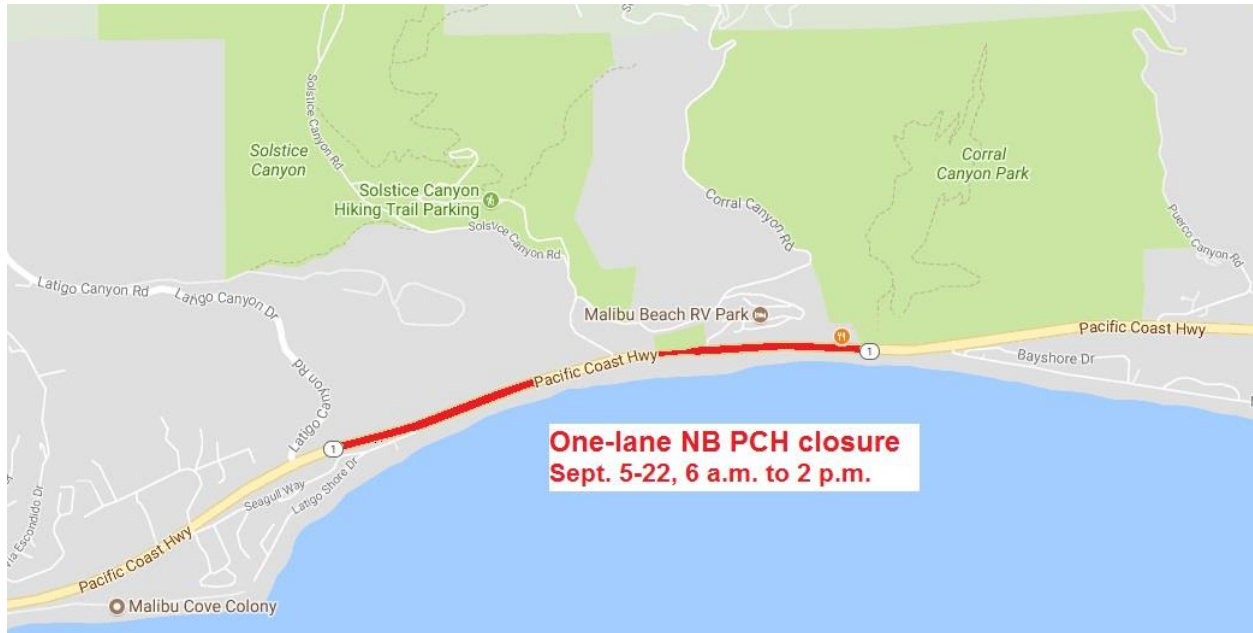 Solstice Canyon Rd
Solstice
Canyon
Solstice Canyon
Hiking Trail Parking
Solstice Canyon Rd
Corral Canyon Rd
Corral
Canyon Park
Puerco Canyon Rd
Latigo Canyon Rd
Latigo Canyon Dr
Latigo Canyon Rd
Malibu Beach RV Park
Pacific Coast Hwy
1
Pacific Coast Hwy
Bayshore Dr
1
One-lane NB PCH closure
Sept. 5-22, 6 a.m. to 2 p.m.
Seagull Way
Latigo Shore Dr
Via Escondido Dr
Pacific Coast Hwy
Malibu Cove Colony